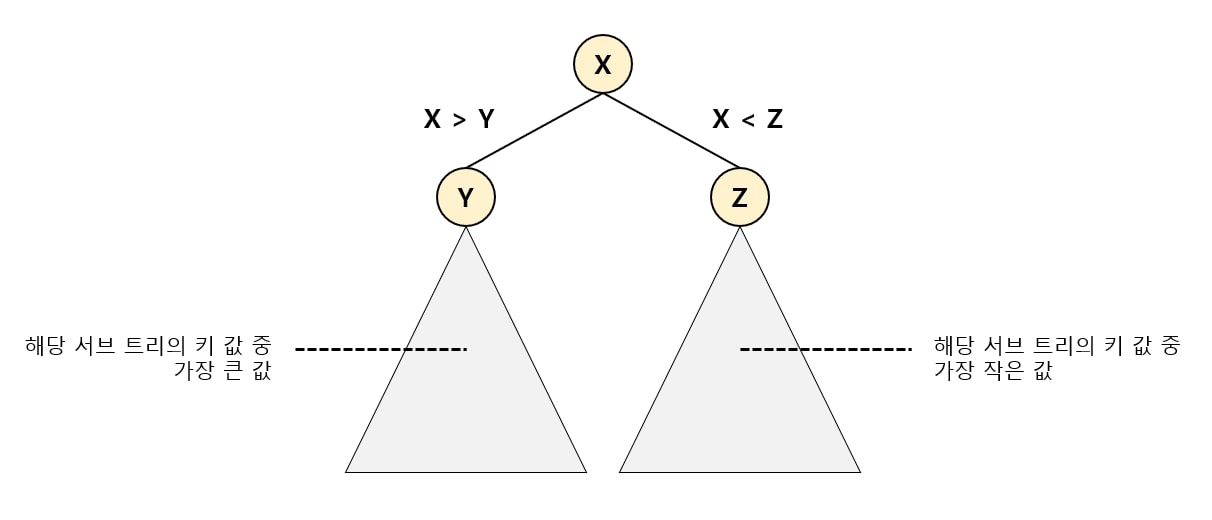 X
X > Y
X < Z
Y
Z
해당 서브 트리의 키 값 중
가장 큰 값
해당 서브 트리의 키 값 중
가장 작은 값